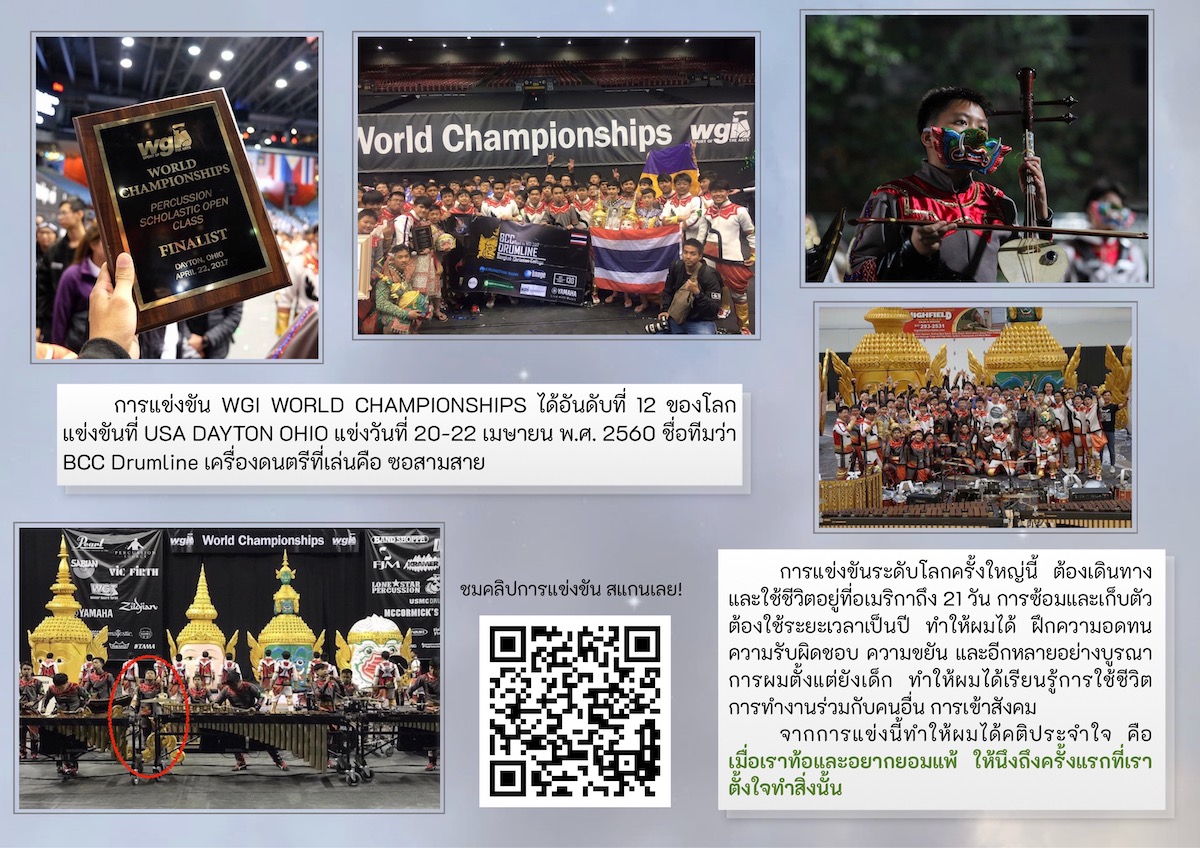 wgi
WORLD
CHAMPIONSHIPS
PERCUSSION
SCHOLASTIC OPEN
CLASS
FINALIST
DAYTON, OHIO
APRIL 22, 2017
World Championships wgi
SPORT OF THE ARTS
BCC
DRUMLINE
Bangkok Christian College
YAMAHA
HIGHFIELD
293-2531
การแข่งขัน WGI WORLD CHAMPIONSHIPS ได้อันดับที่ 12 ของโลก
แข่งขันที่ USA DAYTON OHIO แข่งวันที่ 20-22 เมษายน พ.ศ. 2560 ชื่อทีมว่า
BCC Drumline เครื่องดนตรีที่เล่นคือ ซอสามสาย
wgi World Championships wgi
Pearl
PERCUSSION
SABIAN
VIC FIRTH
WGI
YAMAHA
Zildjian
BAND SHOPPE
FJM
KRAMER
LONE STAR
PERCUSSION
USMC
MCCORMICK'S
TAMA
ชมคลิปการแข่งขัน สแกนเลย!
การแข่งขันระดับโลกครั้งใหญ่นี้ ต้องเดินทาง
และใช้ชีวิตอยู่ที่อเมริกาถึง 21 วัน การซ้อมและเก็บตัว
ต้องใช้ระยะเวลาเป็นปี ทำให้ผมได้ ฝึกความอดทน
ความรับผิดชอบ ความขยัน และอีกหลายอย่างบูรณา
การผมตั้งแต่ยังเด็ก ทำให้ผมได้เรียนรู้การใช้ชีวิต
การทำงานร่วมกับคนอื่น การเข้าสังคม
จากการแข่งนี้ทำให้ผมได้คติประจำใจ คือ
เมื่อเราท้อและอยากยอมแพ้ ให้นึงถึงครั้งแรกที่เรา
ตั้งใจทำสิ่งนั้น